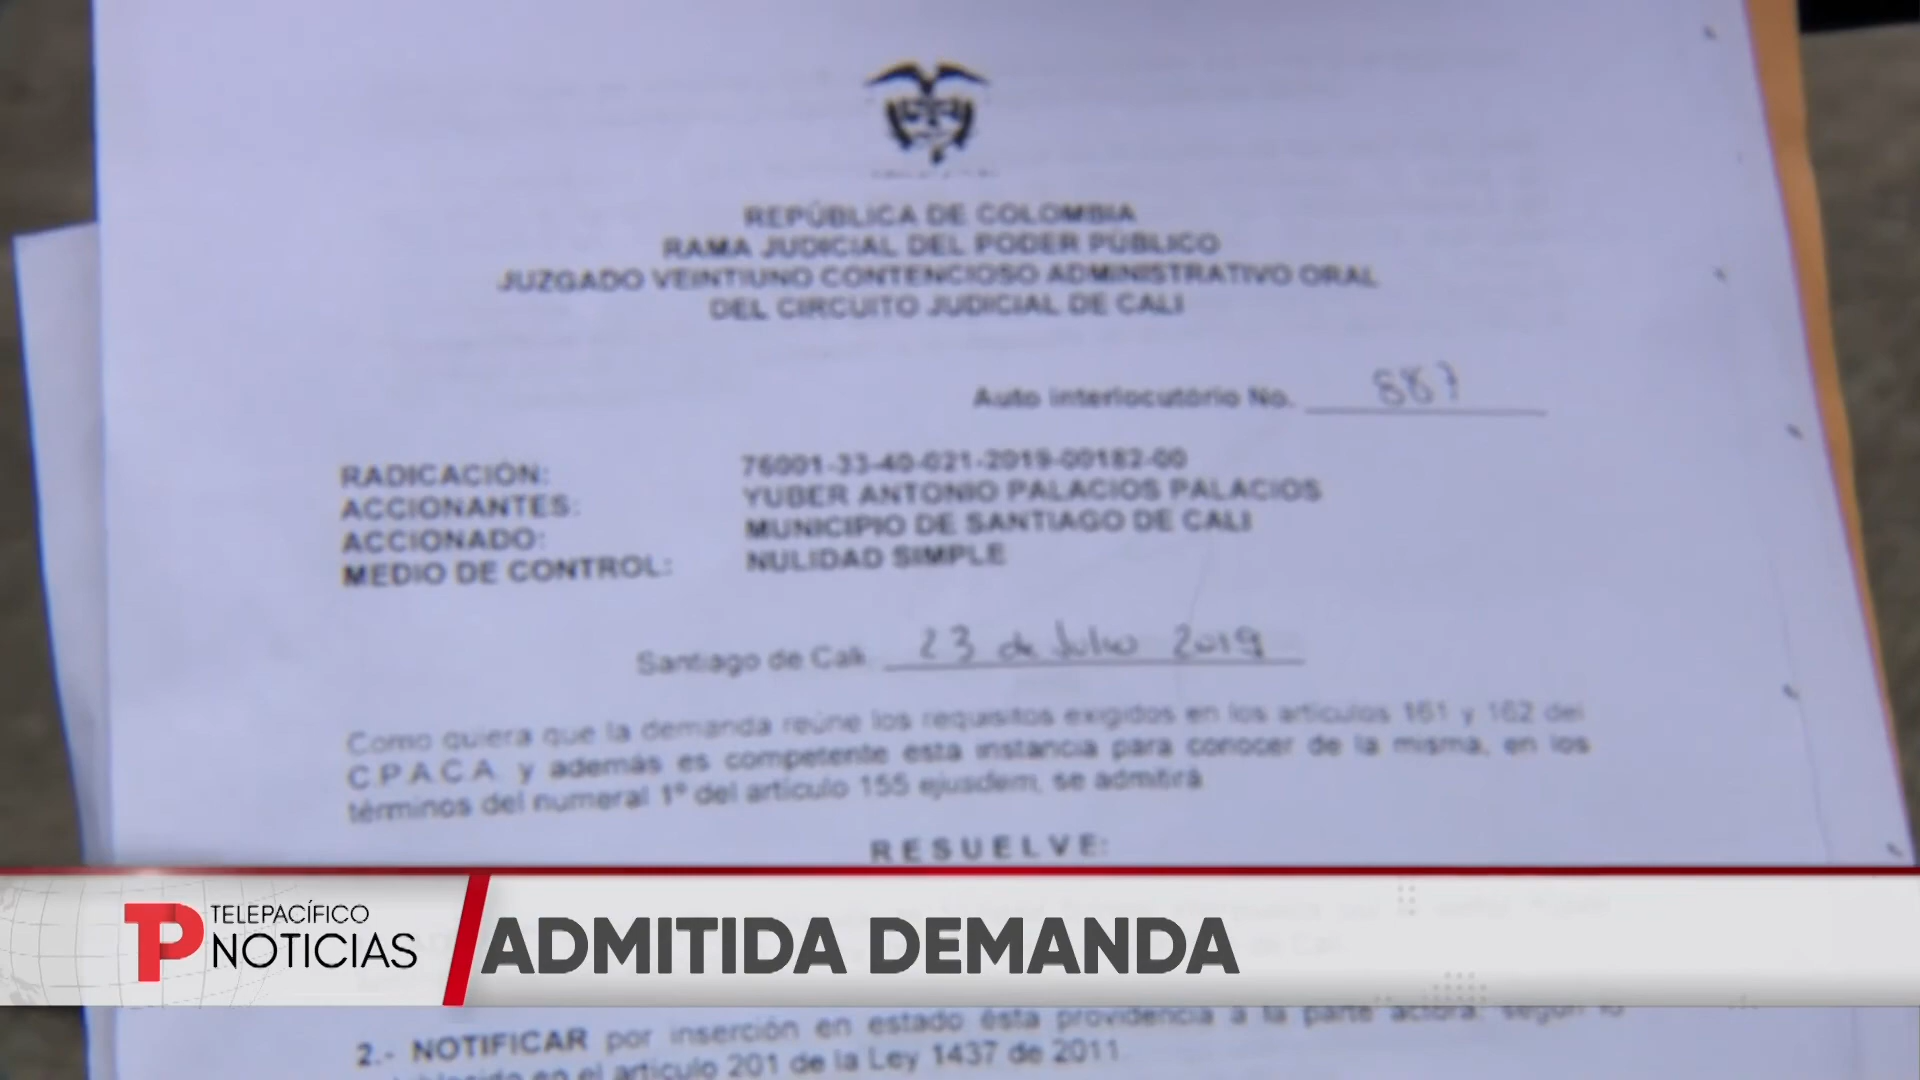 REPÚBLICA DE COLOMBIA
RAMA JUDICIAL DEL PODER PÚBLICO
JUZGADO VEINTIUNO CONTENCIOSO ADMINISTRATIVO ORAL
DEL CIRCUITO JUDICIAL DE CALI
Auto interlocutório No. 887
RADICACIÓN: 76001-33-40-021-2019-00182-00
ACCIONANTES: YUBER ANTONIO PALACIOS PALACIOS
ACCIONADO: MUNICIPIO DE SANTIAGO DE CALI
MEDIO DE CONTROL: NULIDAD SIMPLE
Santiago de Cali 23 de Julio 2019
Como quiera que la demanda reúne los requisitos exigidos en los artículos 161 y 162 del
C.P.A.C.A. y además es competente esta instancia para conocer de la misma, en los
términos del numeral 1º del artículo 155 ejusdem, se admitirá
RESUELVE:
TELEPACÍFICO
NOTICIAS
ADMITIDA DEMANDA
2.- NOTIFICAR por inserción en estado ésta providencia a la parte actora, según lo
en el artículo 201 de la Ley 1437 de 2011